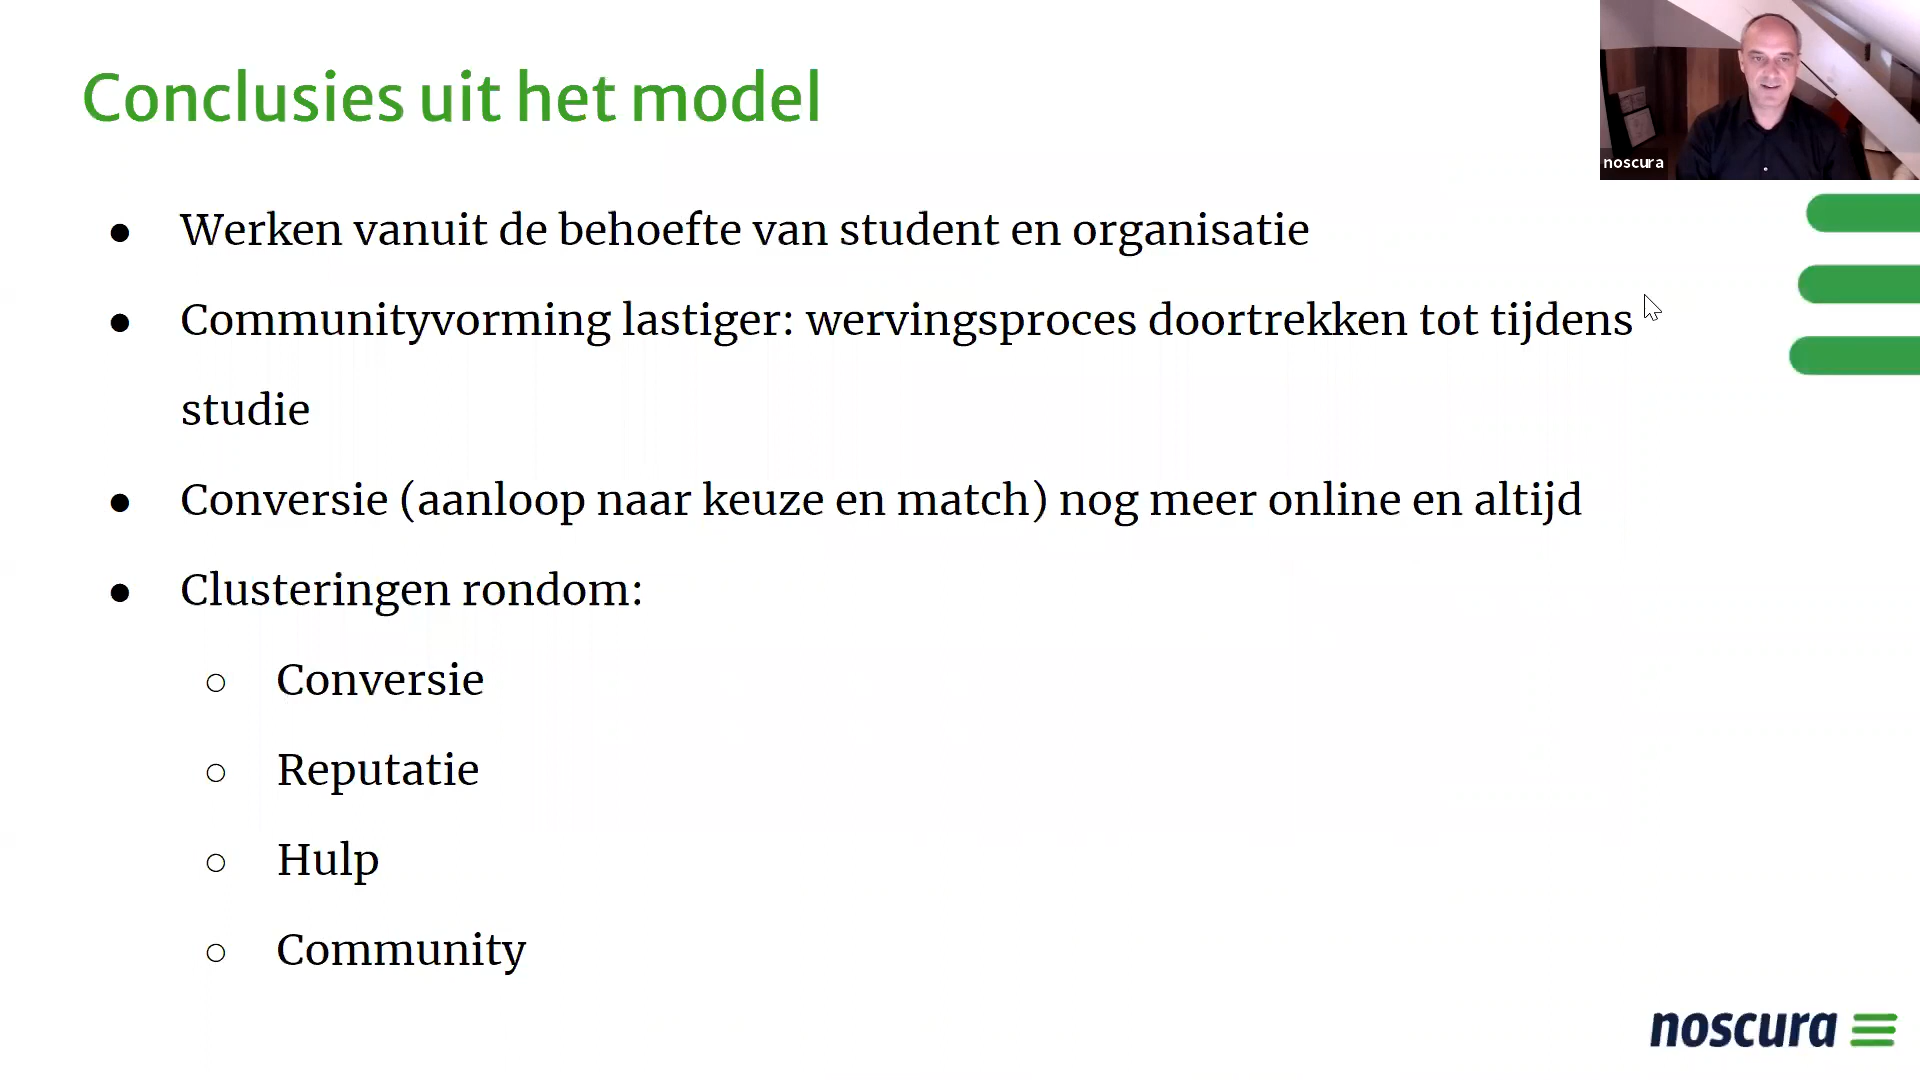 Conclusies uit het model
noscura
● Werken vanuit de behoefte van student en organisatie
● Communityvorming lastiger: wervingsproces doortrekken tot tijdens
studie
● Conversie (aanloop naar keuze en match) nog meer online en altijd
● Clusteringen rondom:
○ Conversie
○ Reputatie
○ Hulp
○ Community
noscura